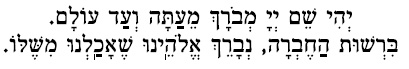 יְהִי שֵׁם יְיָ מְבֹרָךְ מֵעַתָּה וְעַד עוֹלָם.
בִּרְשׁוּת הַחֶבְרָה, נְבָרֵךְ אֱלֹהֵֽינוּ שֶׁאָכַֽלְנוּ מִשֶּׁלּוֹ.